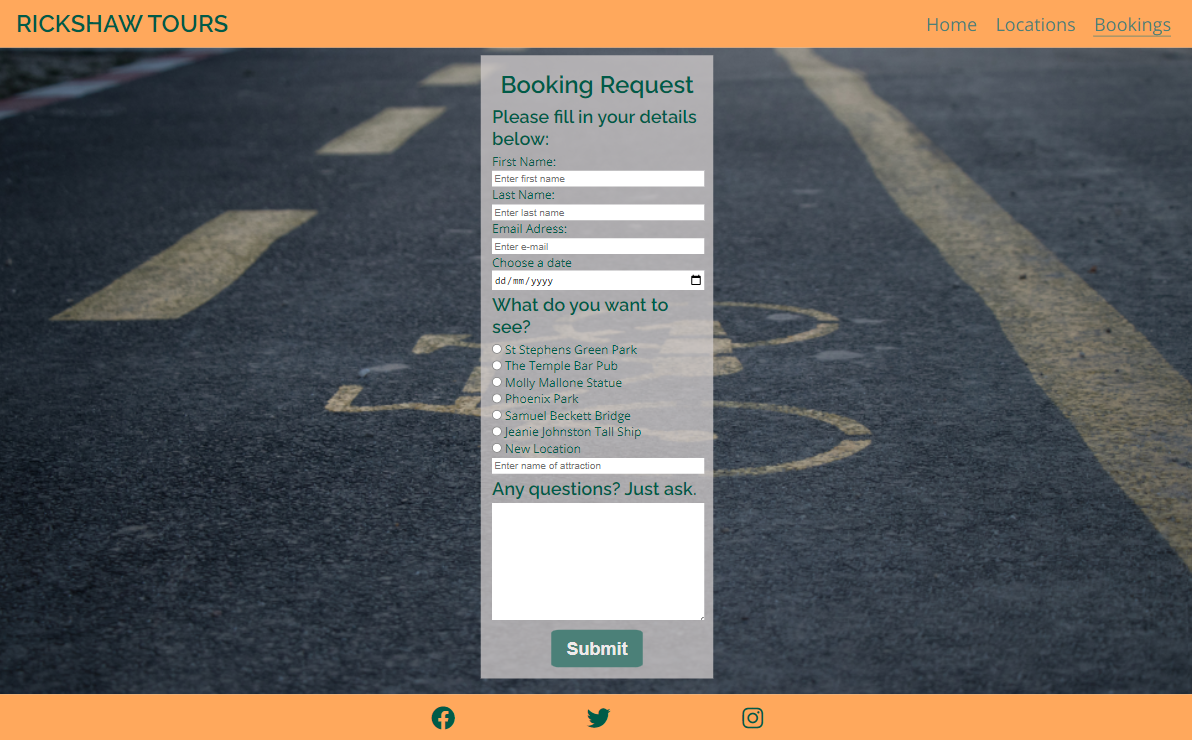 RICKSHAW TOURS
Home Locations Bookings
Booking Request
Please fill in your details
below:
First Name:
Enter first name
Last Name:
Enter last name
Email Adress:
Enter e-mail
Choose a date
dd/mm/yyyy
What do you want to
see?
St Stephens Green Park
The Temple Bar Pub
Molly Mallone Statue
Phoenix Park
Samuel Beckett Bridge
Jeanie Johnston Tall Ship
New Location
Enter name of attraction
Any questions? Just ask.
Submit